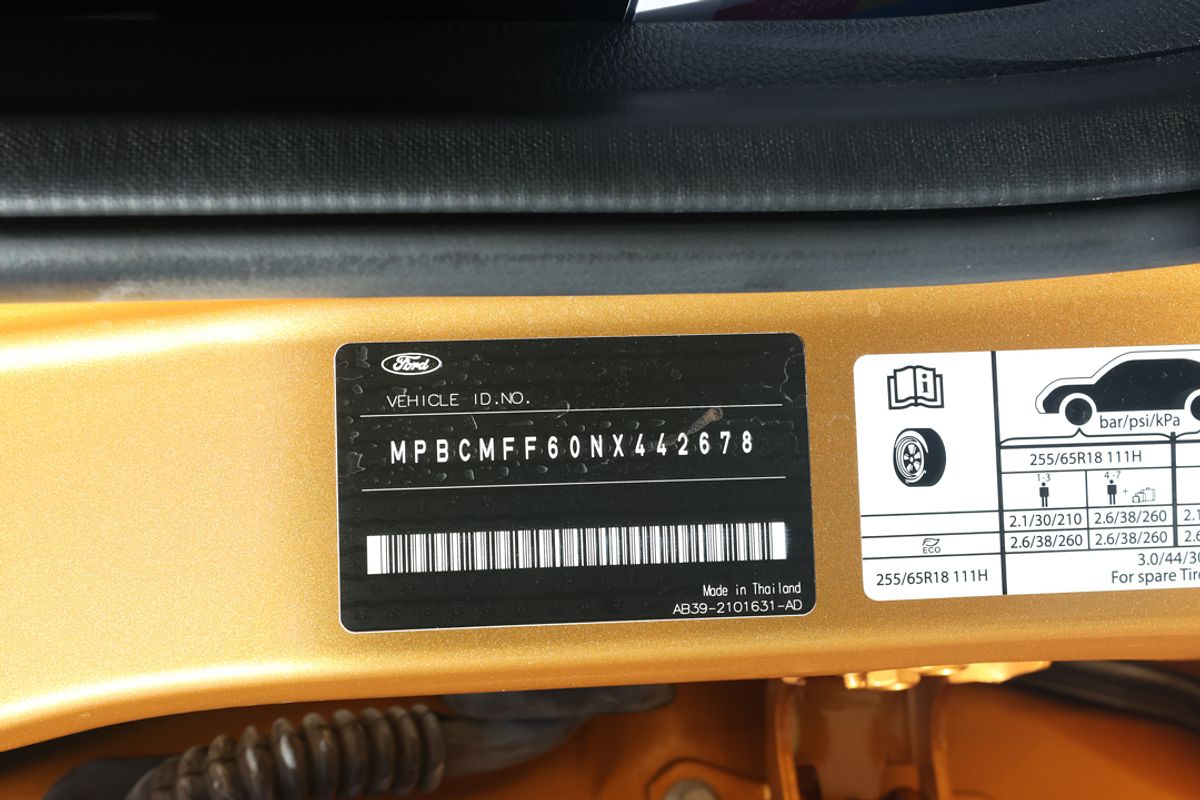 Ford
VEHICLE ID.NO.
MPBCMFF60NX442678
Made in Thailand
AB39-2101631-AD
bar/psi/kPa
255/65R18 111H
1-3
4-7
+
2.1/30/210
2.6/38/260
ECO
2.6/38/260
2.6/38/260
255/65R18 111H
For spare